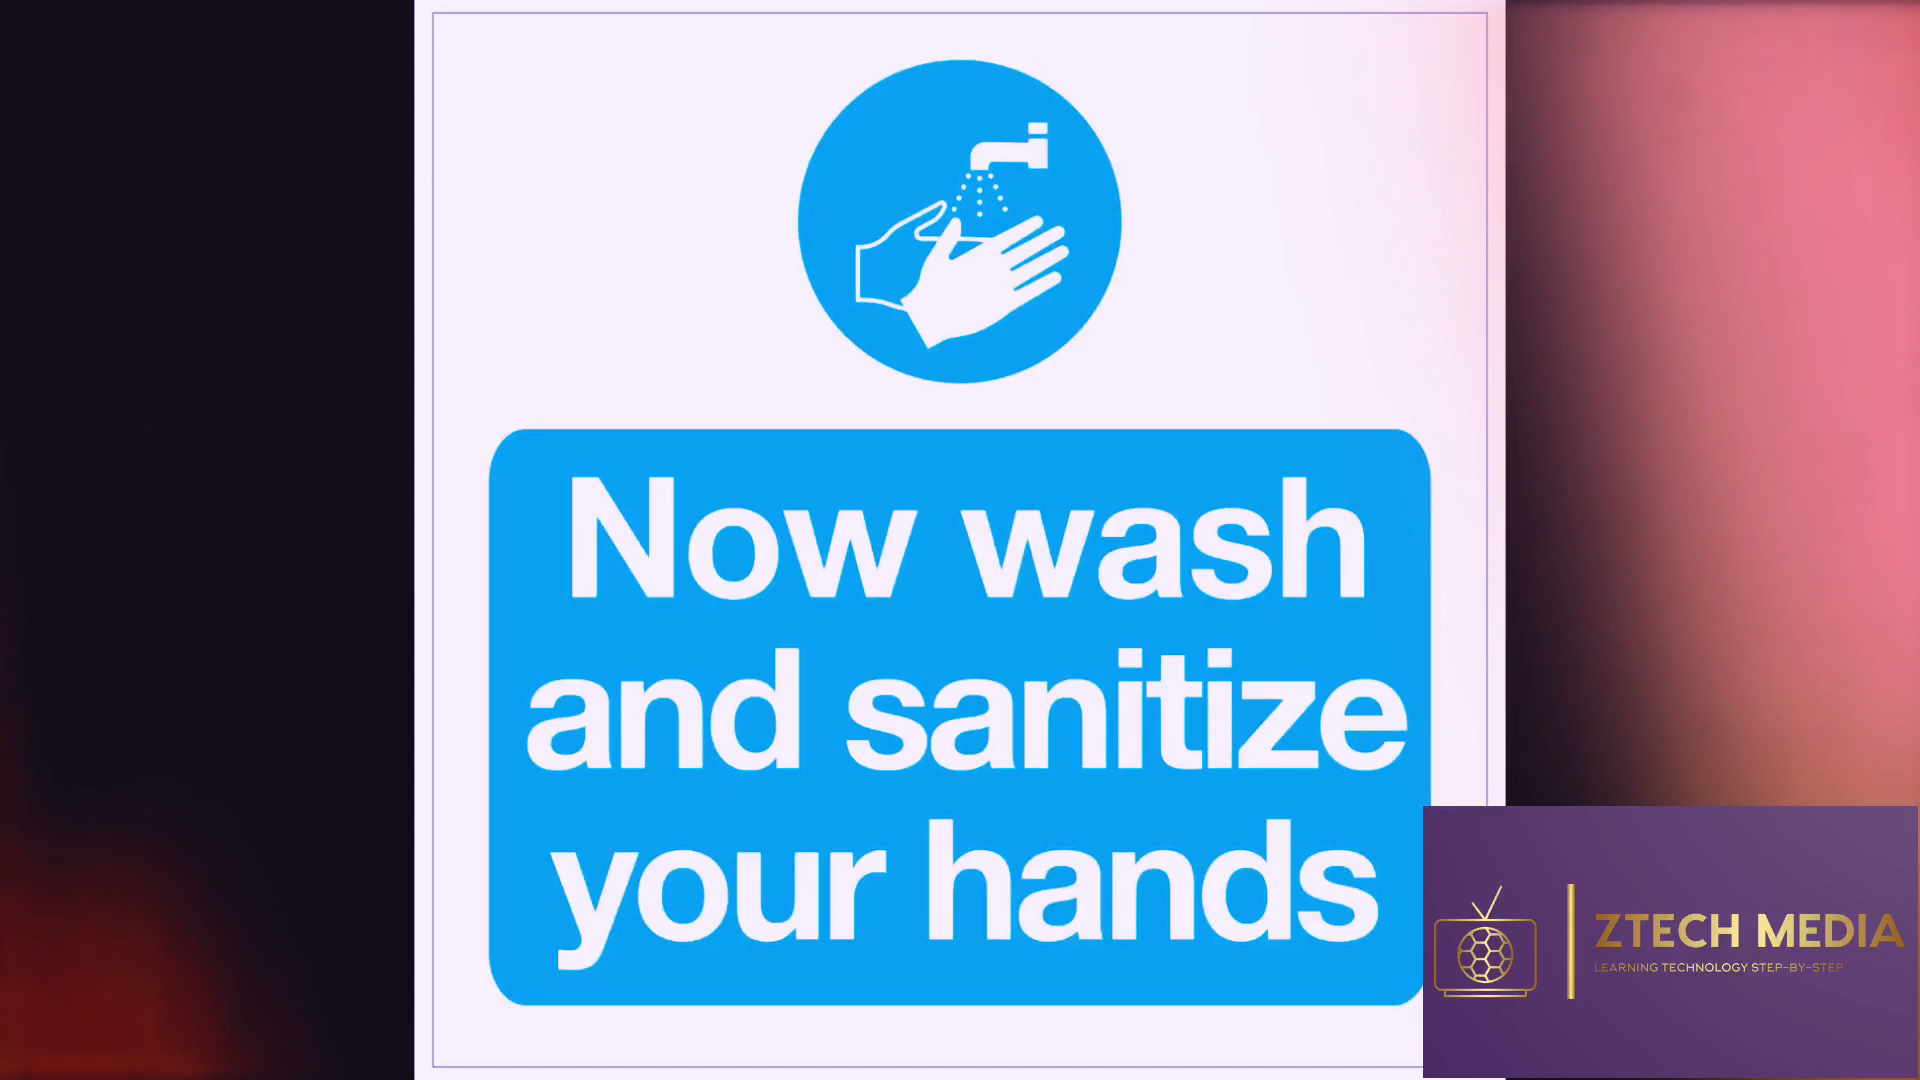 Now wash
and sanitize
your hands
ZTECH MEDIA
LEARNING TECHNOLOGY STEP-BY-STEP